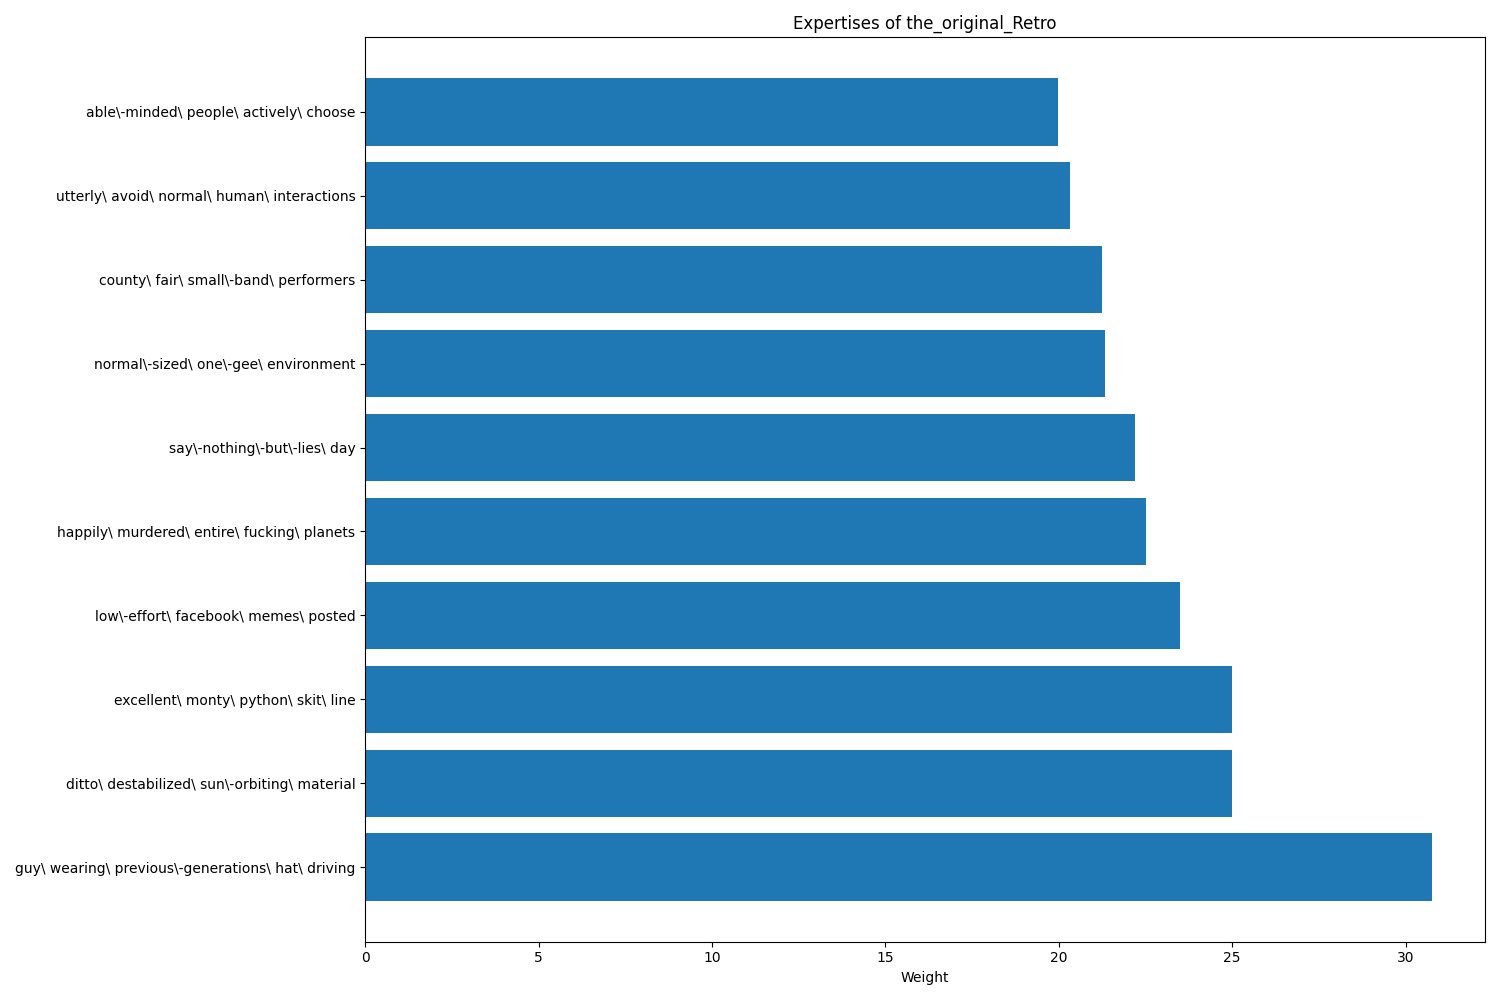 Expertises of the_original_Retro
able\-minded\ people\ actively\ choose
utterly\ avoid\ normal\ human\ interactions
county\ fair\ small\-band\ performers
normal\-sized\ one\-gee\ environment
say\-nothing\-but\-lies\ day
happily\ murdered\ entire\ fucking\ planets
low\-effort\ facebook\ memes\ posted
excellent\ monty\ python\ skit\ line
ditto\ destabilized\ sun\-orbiting\ material
guy\ wearing\ previous\-generations\ hat\ driving
0 5 10 15 20 25 30
Weight